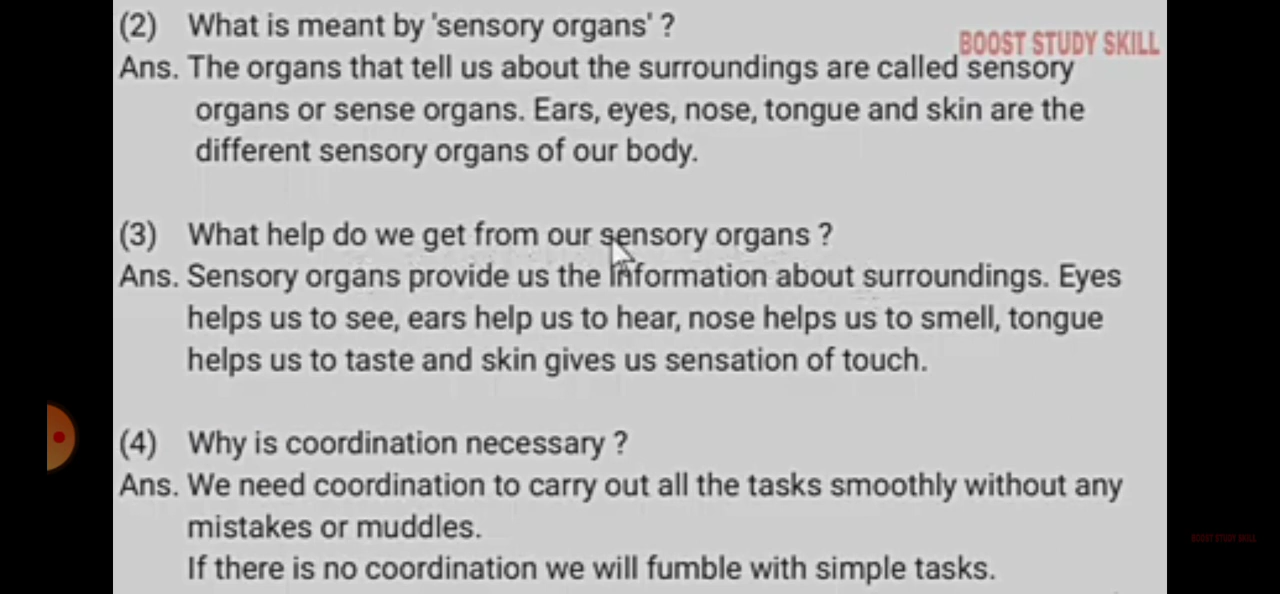 (2) What is meant by 'sensory organs' ?
BOOST STUDY SKILL
Ans. The organs that tell us about the surroundings are called sensory
organs or sense organs. Ears, eyes, nose, tongue and skin are the
different sensory organs of our body.
(3) What help do we get from our sensory organs ?
Ans. Sensory organs provide us the information about surroundings. Eyes
helps us to see, ears help us to hear, nose helps us to smell, tongue
helps us to taste and skin gives us sensation of touch.
(4) Why is coordination necessary ?
Ans. We need coordination to carry out all the tasks smoothly without any
mistakes or muddles.
BOOST STUDY SKILL
If there is no coordination we will fumble with simple tasks.